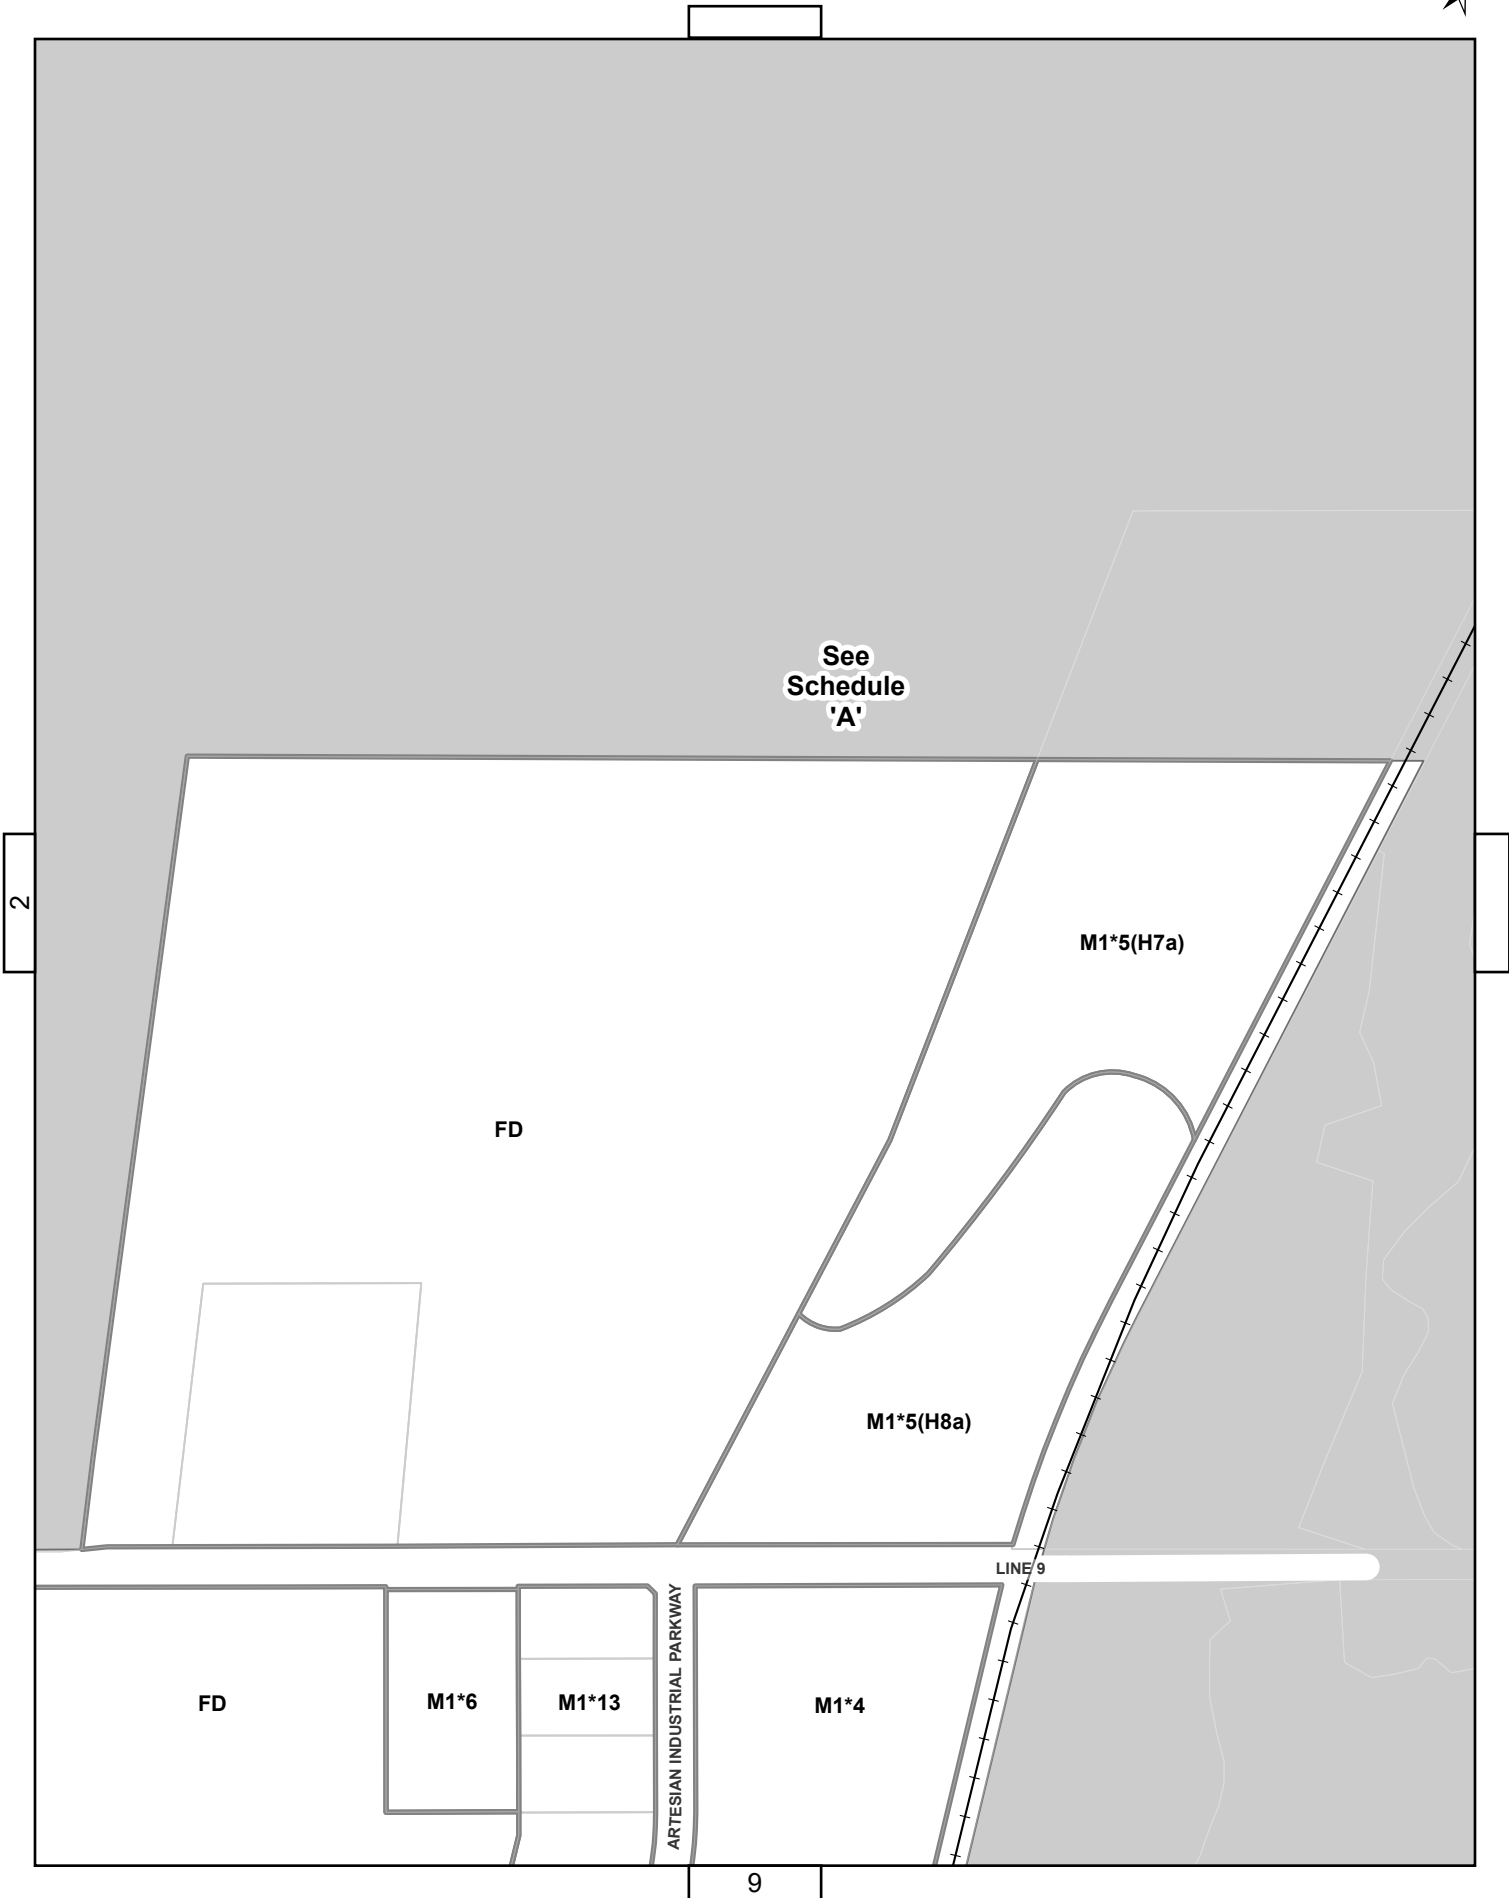 See
Schedule
'A'
2
M1*5(H7a)
FD
M1*5(H8a)
LINE 9
ARTESIAN INDUSTRIAL PARKWAY
FD
M1*6
M1*13
M1*4
9